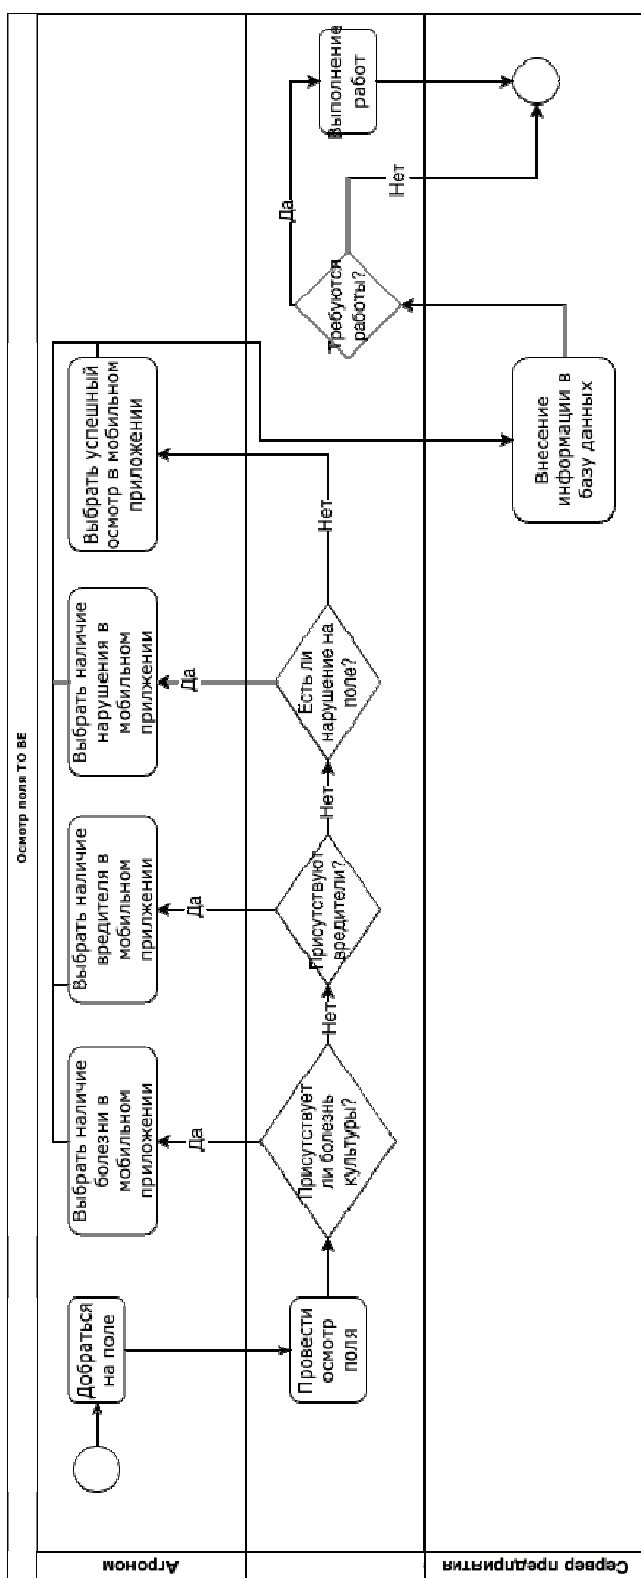 Осмотр поля TO BE
Агроном
Сервер предприятия
Добраться
на поле
Провести
осмотр
поля
Присутствует
ли болезнь
культуры?
Да
Выбрать наличие
болезни в
мобильном
приложении
Нет
Присутствуют
вредители?
Да
Выбрать наличие
вредителя в
мобильном
прилжении
Нет
Есть ли
нарушение на
поле?
Да
Выбрать наличие
нарушения в
мобильном
прилжении
Нет
Выбрать успешный
осмотр в мобильном
приложении
Внесение
информации в
базу данных
Требуются
работы?
Да
Нет
Выполнение
работ